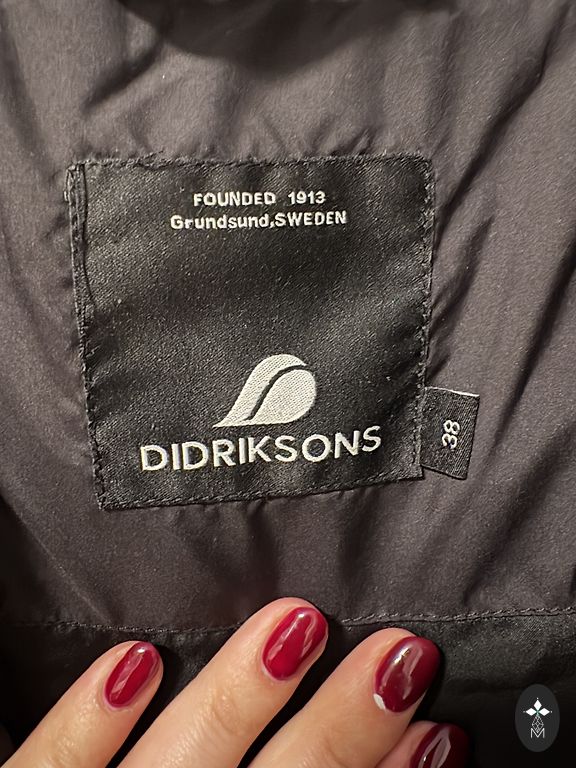 FOUNDED 1913
Grundsund,SWEDEN
DIDRIKSONS
38